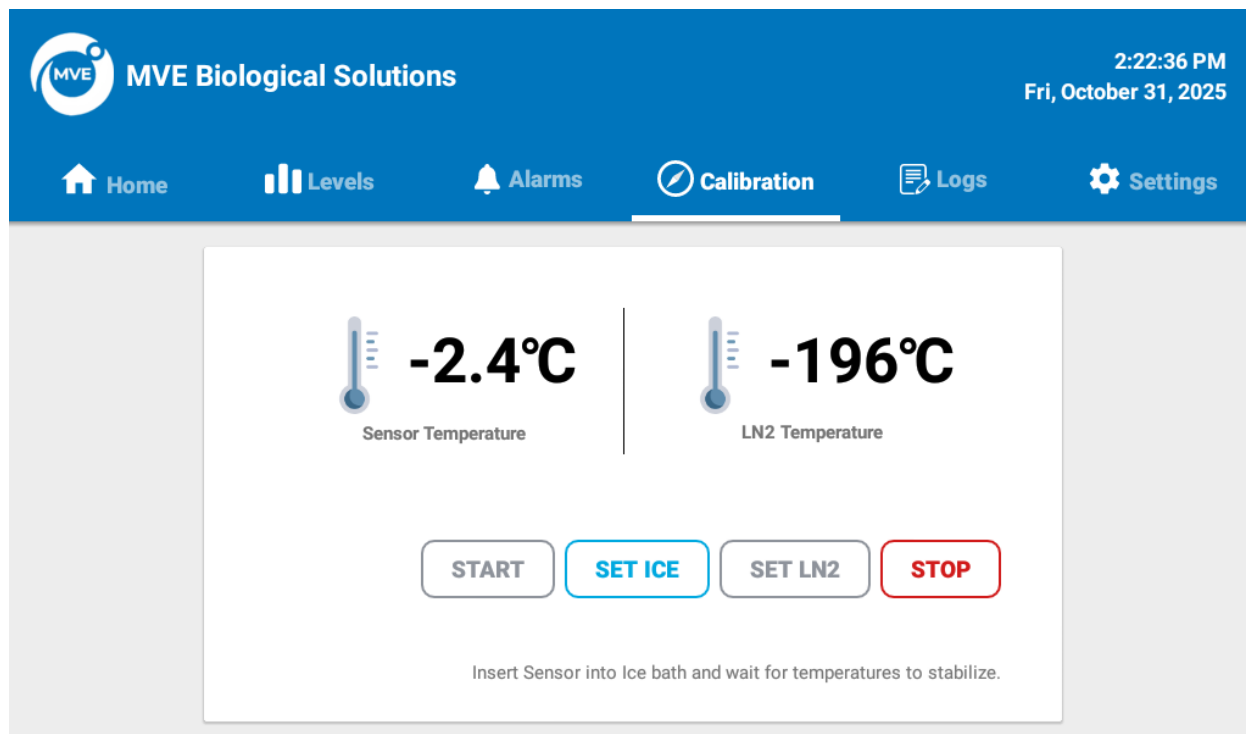 MVE
MVE Biological Solutions
2:22:36 PM
Fri, October 31, 2025
Home
Levels
Alarms
Calibration
Logs
Settings
-2.4°C
Sensor Temperature
-196°C
LN2 Temperature
START
SET ICE
SET LN2
STOP
Insert Sensor into Ice bath and wait for temperatures to stabilize.